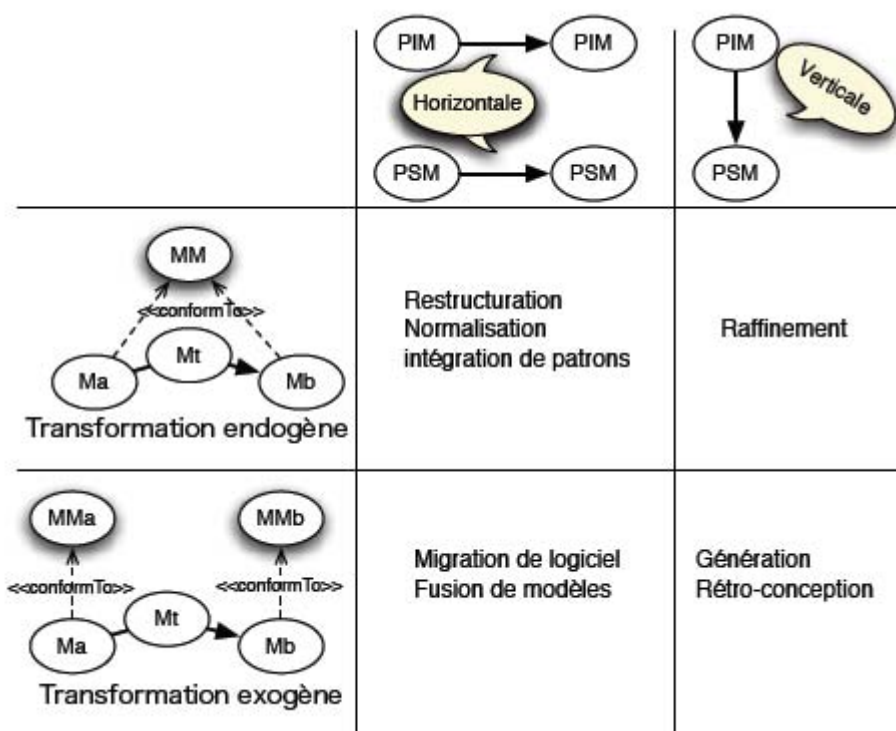 PIM
PIM
PIM
Verticale
Horizontale
PSM
PSM
PSM
MM
<<conformTo>>
Mt
Ma
Mb
Transformation endogène
Restructuration
Normalisation
intégration de patrons
Raffinement
MMa
MMb
<<conformTo>>
<<conformTo>>
Mt
Ma
Mb
Transformation exogène
Migration de logiciel
Fusion de modèles
Génération
Rétro-conception